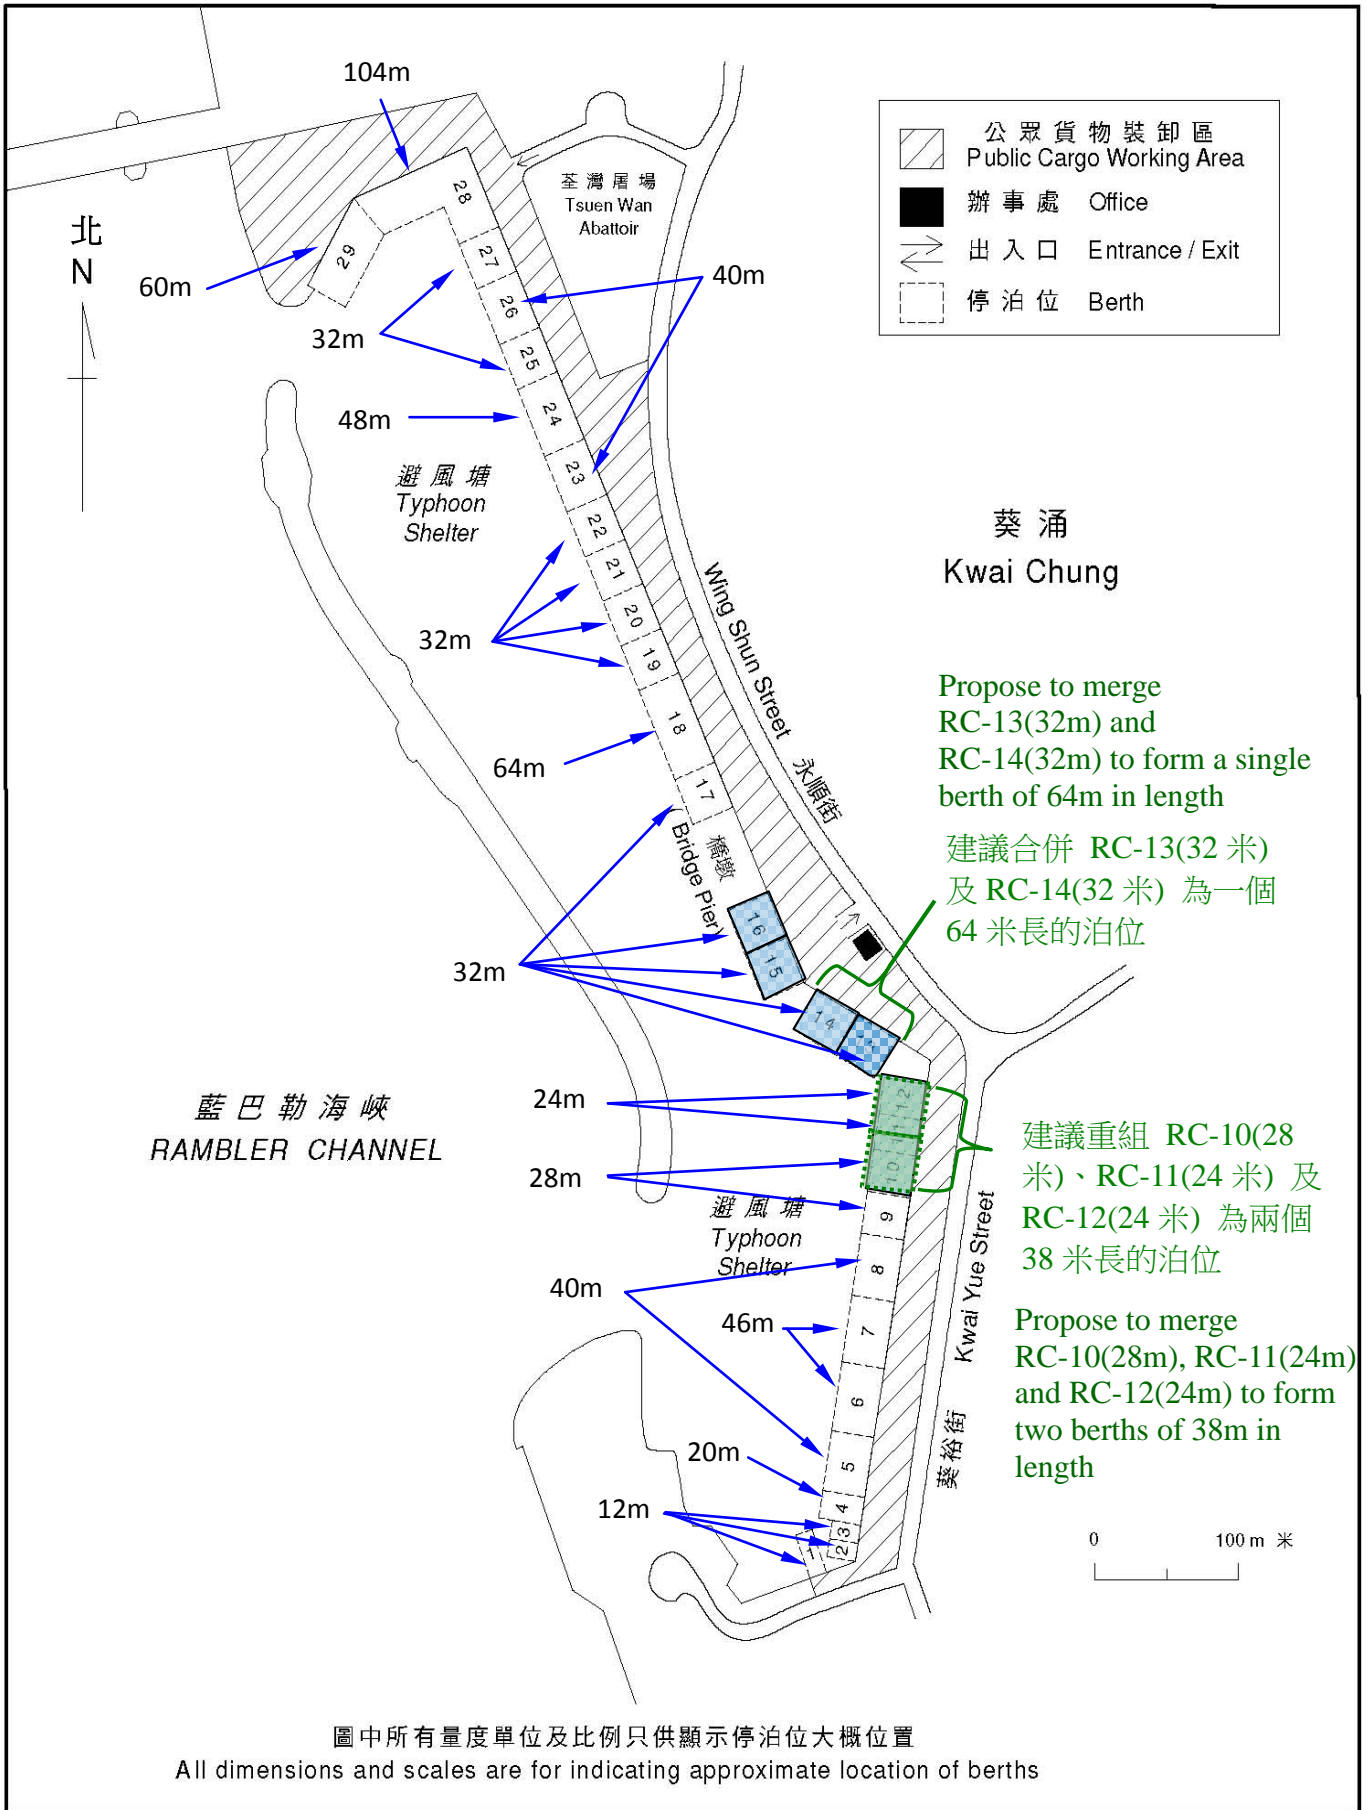 104m
公眾貨物裝卸區
Public Cargo Working Area
辦事處 Office
出入口 Entrance / Exit
停泊位 Berth
荃灣屠場
Tsuen Wan
Abattoir
北
N
60m
32m
40m
48m
28
29
27
26
25
24
23
22
21
20
19
18
17
避風塘
Typhoon
Shelter
葵涌
Kwai Chung
32m
64m
Wing Shun Street 永順街
橋墩
(Bridge Pier)
Propose to merge
RC-13(32m) and
RC-14(32m) to form a single
berth of 64m in length
建議合併 RC-13(32 米)
及 RC-14(32 米) 為一個
64 米長的泊位
16
15
14
32m
藍巴勒海峽
RAMBLER CHANNEL
24m
28m
12
11
10
9
8
7
6
5
4
3
2
1
避風塘
Typhoon
Shelter
40m
46m
20m
12m
Kwai Yue Street
葵裕街
建議重組 RC-10(28
米)、RC-11(24 米) 及
RC-12(24 米) 為兩個
38 米長的泊位
Propose to merge
RC-10(28m), RC-11(24m)
and RC-12(24m) to form
two berths of 38m in
length
0 100 m 米
圖中所有量度單位及比例只供顯示停泊位大概位置
All dimensions and scales are for indicating approximate location of berths